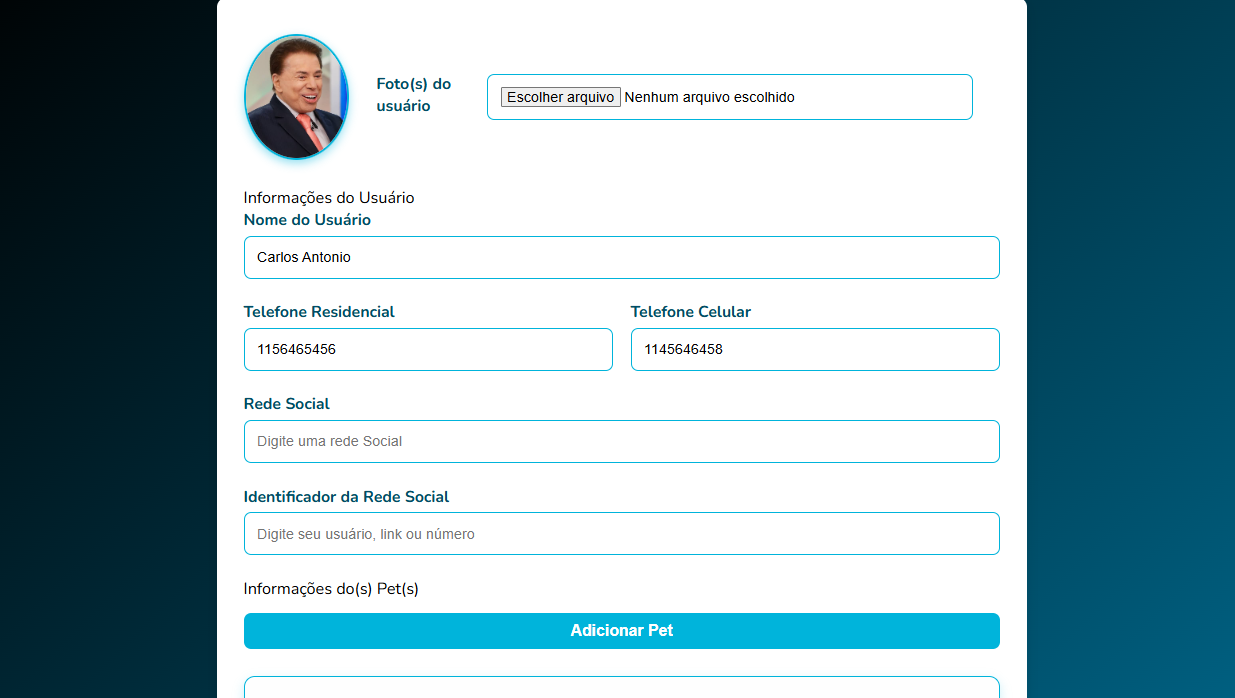 Foto(s) do
usuário
Escolher arquivo Nenhum arquivo escolhido
Informações do Usuário
Nome do Usuário
Carlos Antonio
Telefone Residencial
Telefone Celular
1156465456
1145646458
Rede Social
Digite uma rede Social
Identificador da Rede Social
Digite seu usuário, link ou número
Informações do(s) Pet(s)
Adicionar Pet